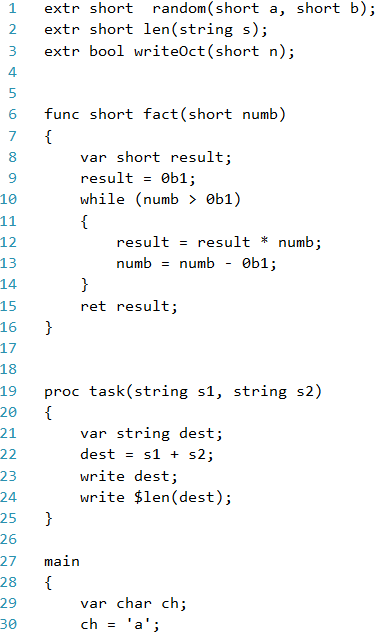 1 extr short  random(short a, short b);
2 extr short len(string s);
3 extr bool writeOct(short n);
4
5
6 func short fact(short numb)
7 {
8     var short result;
9     result = 0b1;
10     while (numb > 0b1)
11     {
12         result = result * numb;
13         numb = numb - 0b1;
14     }
15     ret result;
16 }
17
18
19 proc task(string s1, string s2)
20 {
21     var string dest;
22     dest = s1 + s2;
23     write dest;
24     write $len(dest);
25 }
26
27 main
28 {
29     var char ch;
30     ch = 'a';